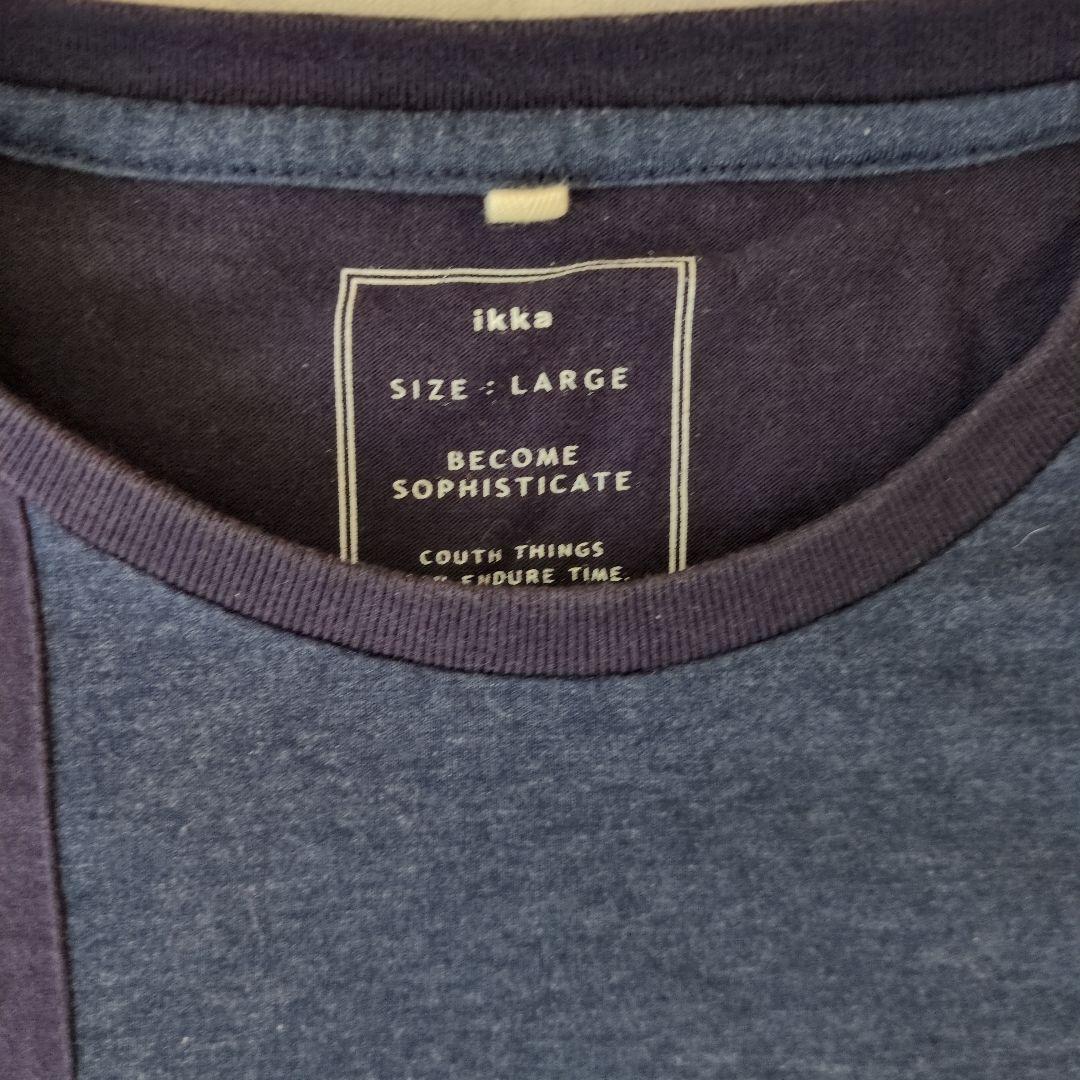 ikka
SIZE : LARGE
BECOME
SOPHISTICATE
COUTH THINGS
ENDURE TIME.